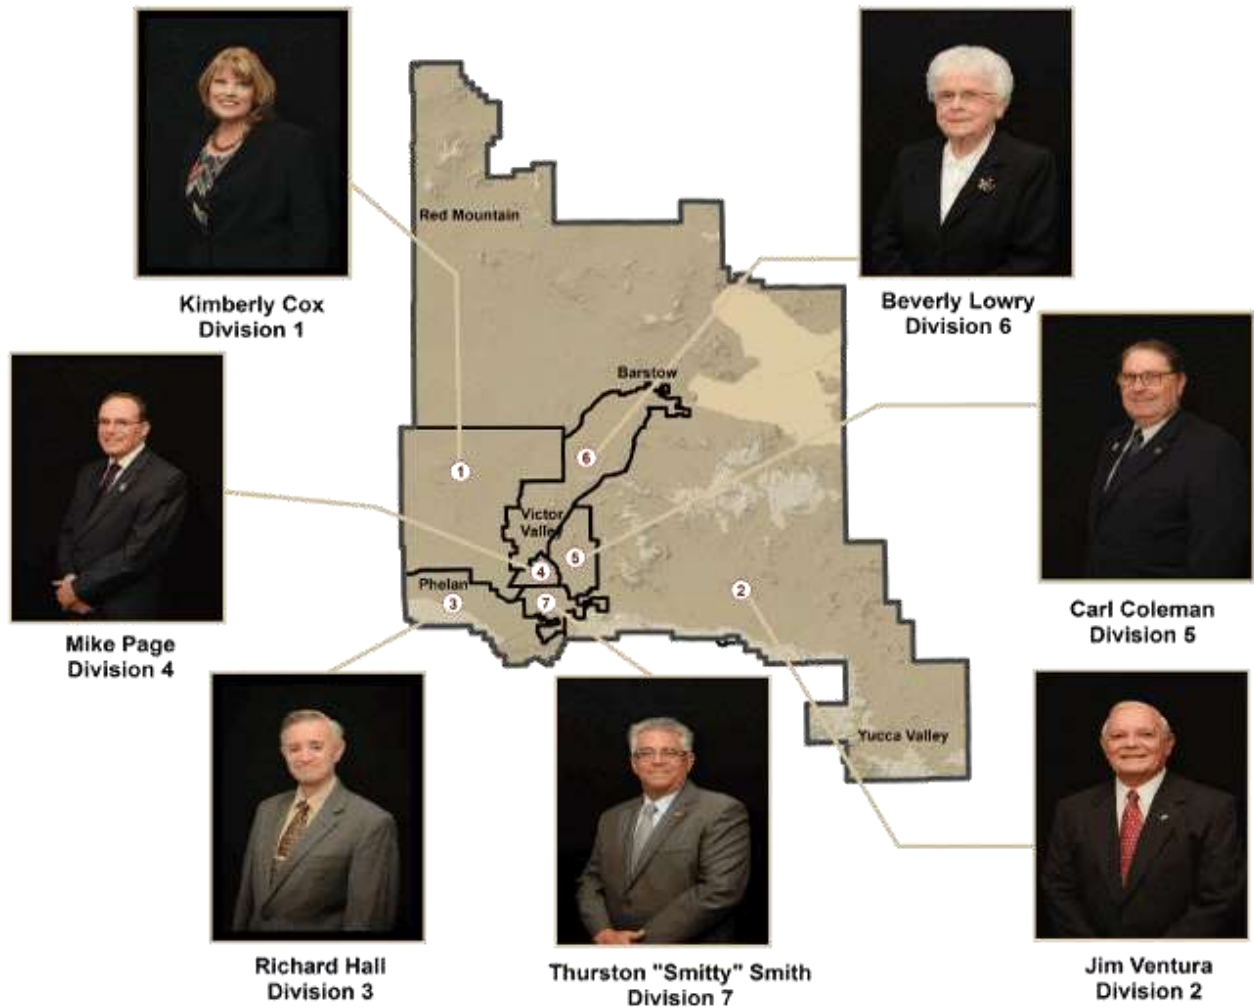 Kimberly Cox
Division 1
Beverly Lowry
Division 6
Red Mountain
Barstow
Mike Page
Division 4
Carl Coleman
Division 5
1
6
Victor
Valley
5
4
Phelan
3
7
2
Yucca Valley
Richard Hall
Division 3
Thurston "Smitty" Smith
Division 7
Jim Ventura
Division 2